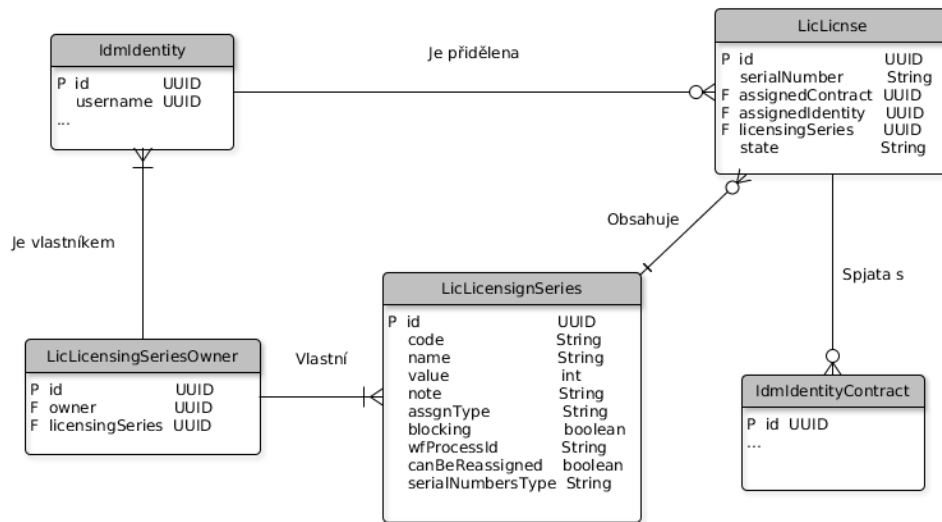 IdmIdentity
P id UUID
username UUID
...
Je přidělena
LicLicnse
P id UUID
serialNumber String
F assignedContract UUID
F assignedIdentity UUID
F licensingSeries UUID
state String
Je vlastníkem
Obsahuje
Spjata s
LicLicensignSeries
P id UUID
code String
name String
value int
note String
assgnType String
blocking boolean
wfProcessId String
canBeReassigned boolean
serialNumbersType String
LicLicensingSeriesOwner
P id UUID
F owner UUID
F licensingSeries UUID
Vlastní
IdmIdentityContract
P id UUID
...